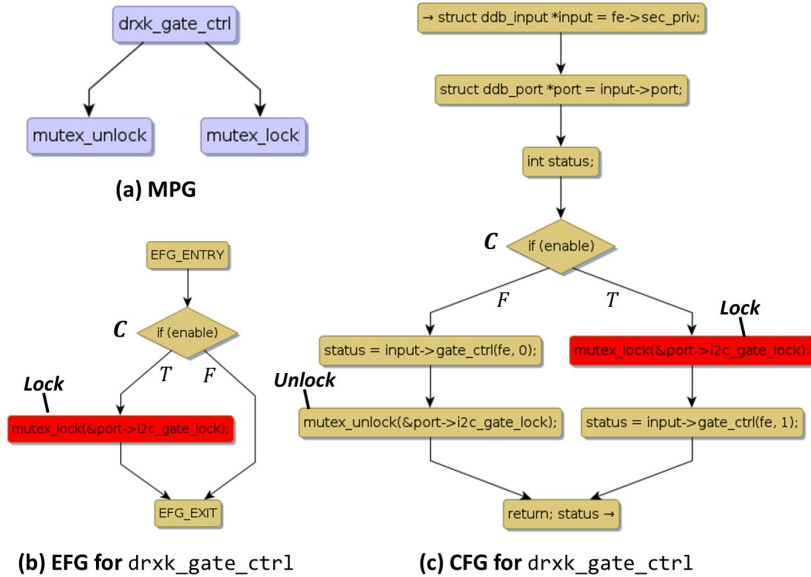 drxk_gate_ctrl
mutex_unlock
mutex_lock
(a) MPG
EFG_ENTRY
C
if (enable)
T
F
Lock
mutex_lock(&port->i2c_gate_lock);
EFG_EXIT
(b) EFG for drxk_gate_ctrl
→ struct ddb_input *input = fe->sec_priv;
struct ddb_port *port = input->port;
int status;
C
if (enable)
F
T
Lock
status = input->gate_ctrl(fe, 0);
mutex_lock(&port->i2c_gate_lock);
Unlock
mutex_unlock(&port->i2c_gate_lock);
status = input->gate_ctrl(fe, 1);
return; status →
(c) CFG for drxk_gate_ctrl